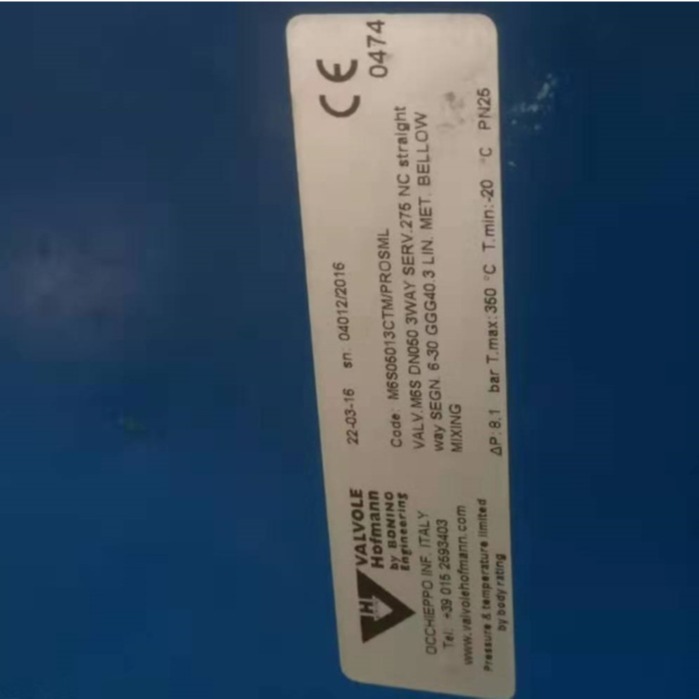 VH VALVOLE
Hofmann
by BONINO
Engineering
OCCHIEPPO INF. ITALY
Tel: +39 015 2593403
www.valvolehofmann.com
Pressure & temperature limited
by body rating
22-03-16 sn: 04012/2016
CE
0474
Code: M6S05013CTM/PROSML
VALV.M6S DN050 3WAY SERV.275 NC straight
way SEGN. 6-30 GGG40.3 LIN. MET. BELLOW
MIXING
ΔP:8,1 bar T.max:350 °C T.min:-20 °C PN25